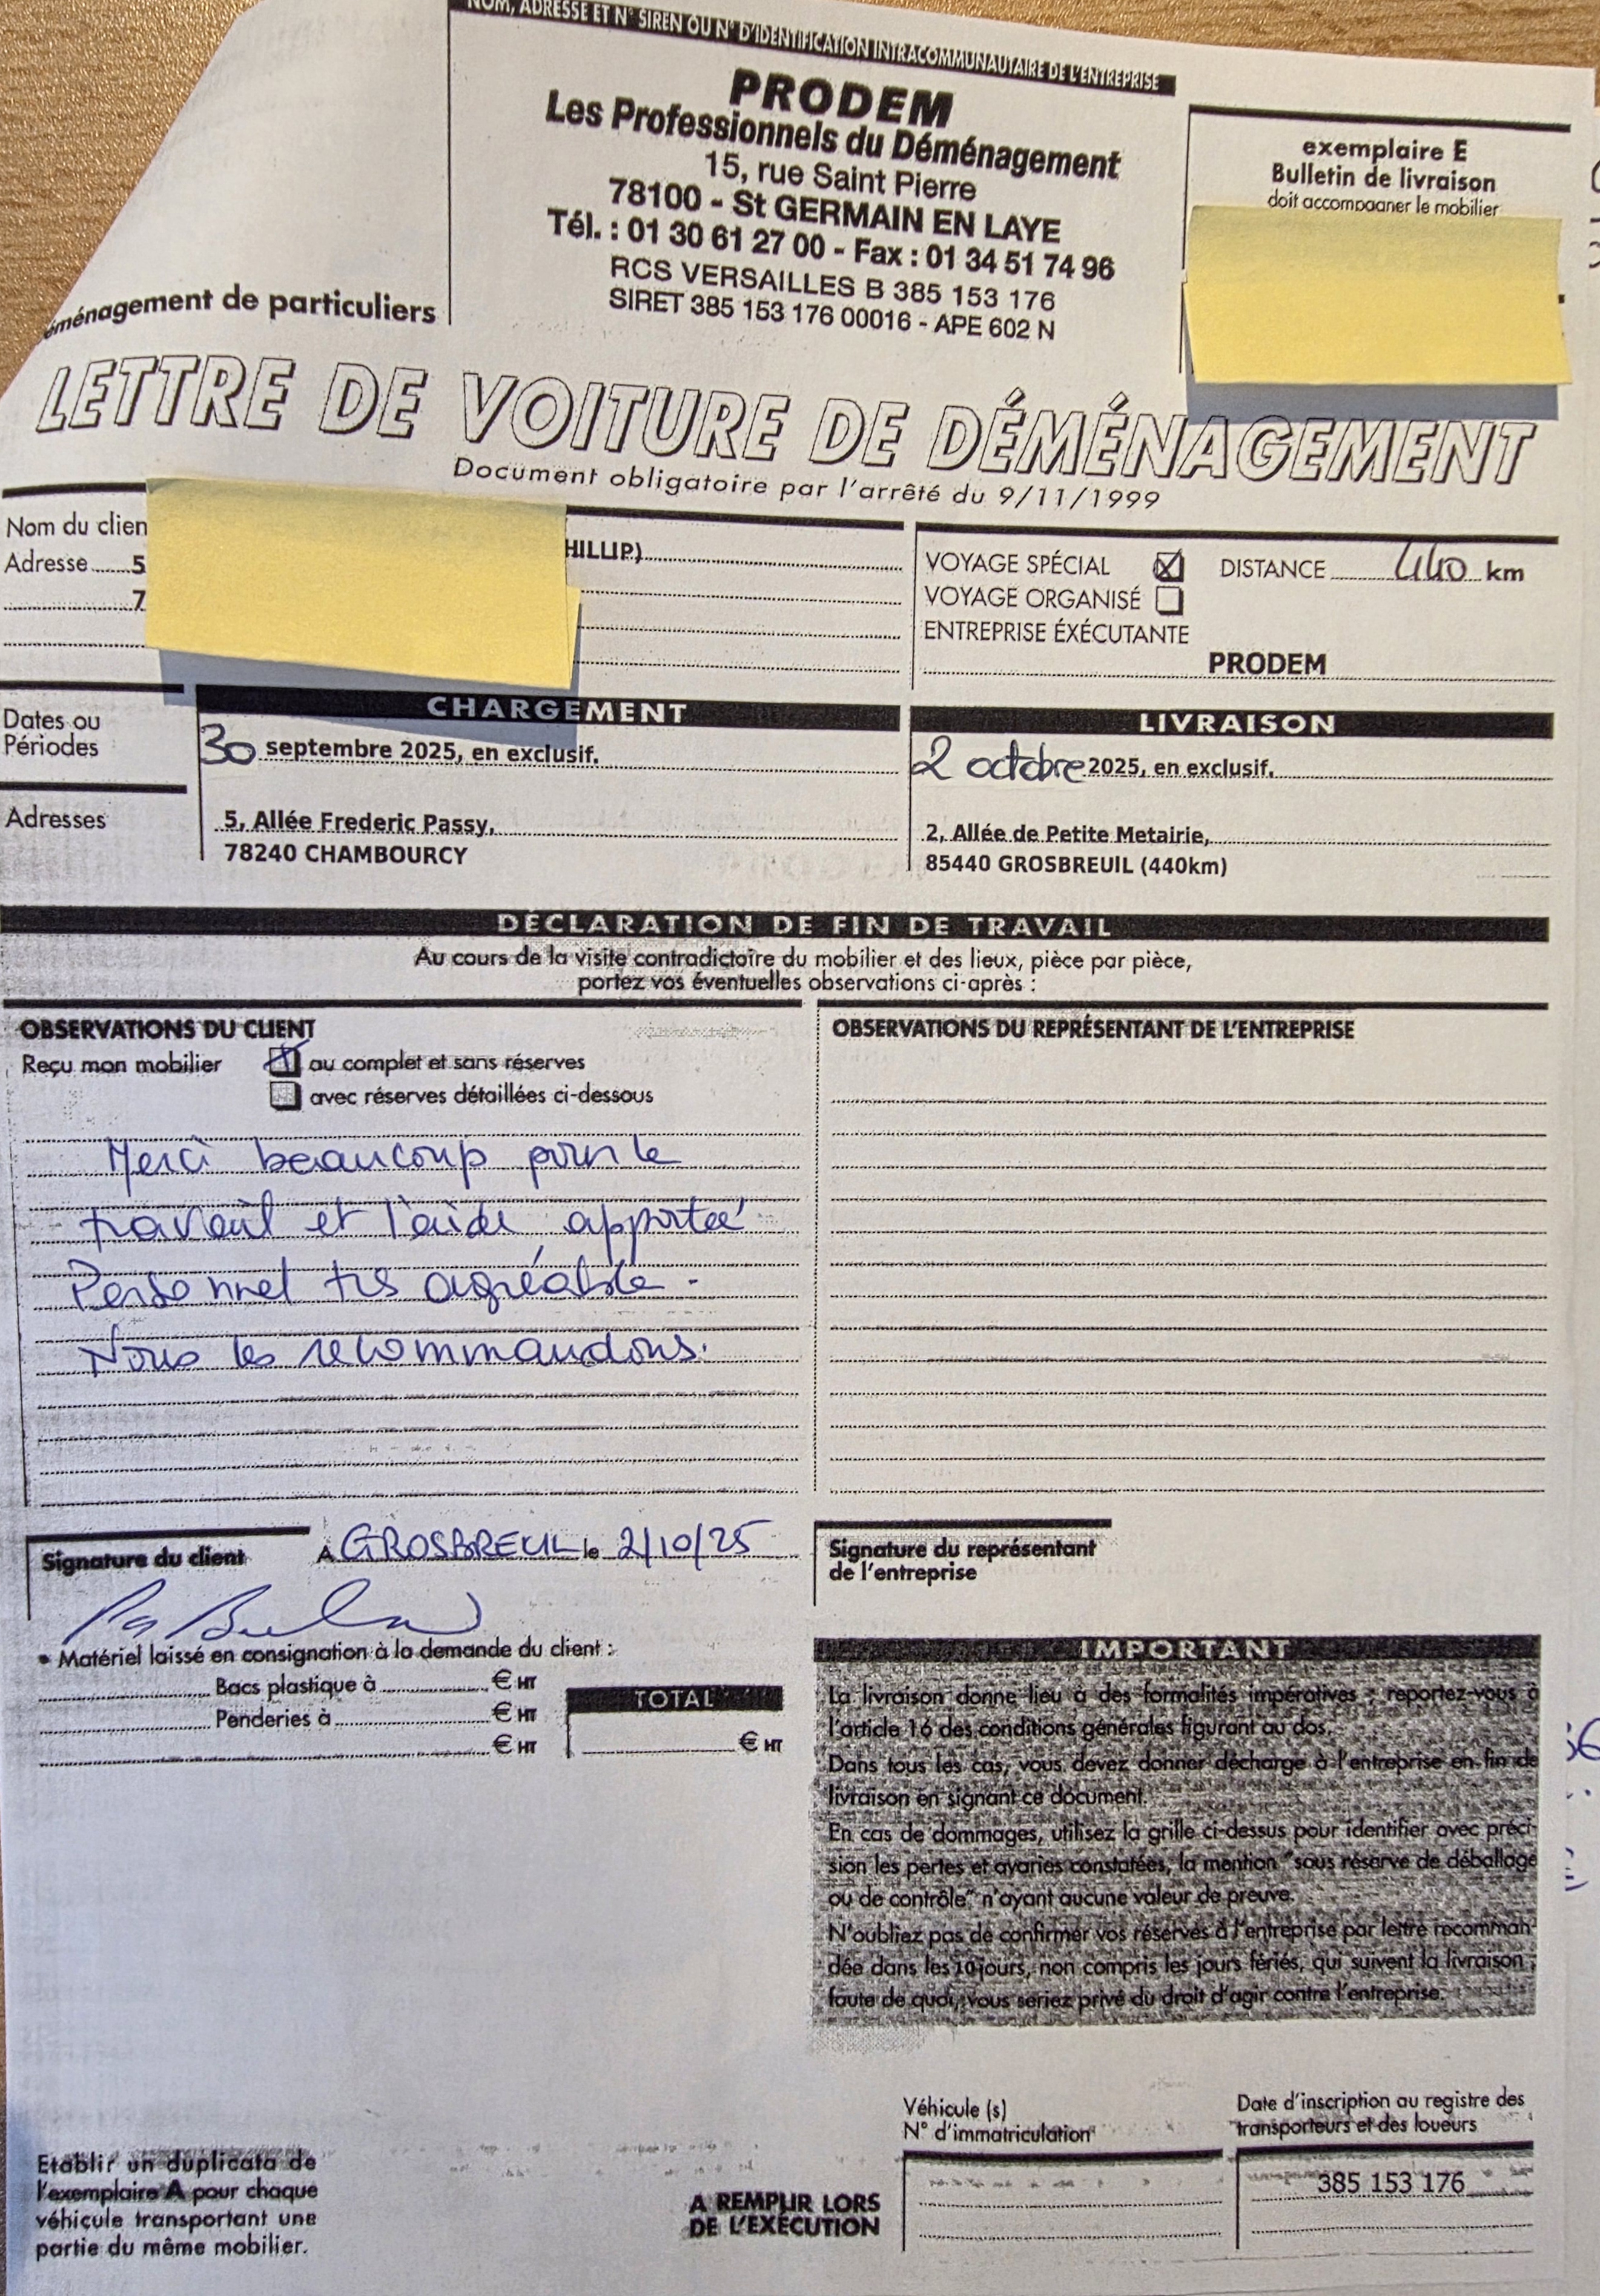 NOM, ADRESSE ET N° SIREN OU N° D'IDENTIFICATION INTRACOMMUNAUTAIRE DE L'ENTREPRISE
PRODEM
Les Professionnels du Déménagement
15, rue Saint Pierre
78100 - St GERMAIN EN LAYE
Tél. : 01 30 61 27 00 - Fax : 01 34 51 74 96
RCS VERSAILLES B 385 153 176
SIRET 385 153 176 00016 - APE 602 N
exemplaire E
Bulletin de livraison
doit accompagner le mobilier
éménagement de particuliers
LETTRE DE VOITURE DE DÉMÉNAGEMENT
Document obligatoire par l'arrêté du 9/11/1999
Nom du clien
HILLIP)
Adresse 5
7
VOYAGE SPÉCIAL DISTANCE 440 km
VOYAGE ORGANISÉ
ENTREPRISE ÉXÉCUTANTE
PRODEM
CHARGEMENT
LIVRAISON
Dates ou
Périodes
30 septembre 2025, en exclusif.
2 octobre 2025, en exclusif.
Adresses
5, Allée Frederic Passy,
78240 CHAMBOURCY
2, Allée de Petite Metairie,
85440 GROSBREUIL (440km)
DÉCLARATION DE FIN DE TRAVAIL
Au cours de la visite contradictoire du mobilier et des lieux, pièce par pièce,
portez vos éventuelles observations ci-après :
OBSERVATIONS DU CLIENT
Reçu mon mobilier au complet et sans réserves
avec réserves détaillées ci-dessous
Merci beaucoup pour le
travail et l'aide apportée
Personnel très agréable.
Nous les recommandons.
OBSERVATIONS DU REPRÉSENTANT DE L'ENTREPRISE
Signature du client
A GROSBREUIL le 2/10/25
Signature du représentant
de l'entreprise
• Matériel laissé en consignation à la demande du client :
Bacs plastique à € HT
Penderies à € HT
€ HT
TOTAL
€ HT
IMPORTANT
La livraison donne lieu à des formalités impératives ; reportez-vous à
l'article 16 des conditions générales figurant au dos.
Dans tous les cas, vous devez donner décharge à l'entreprise en fin de
livraison en signant ce document.
En cas de dommages, utilisez la grille ci-dessus pour identifier avec préci-
sion les pertes et avaries constatées, la mention "sous réserve de déballage
ou de contrôle" n'ayant aucune valeur de preuve.
N'oubliez pas de confirmer vos réserves à l'entreprise par lettre recomman-
dée dans les 10 jours, non compris les jours fériés, qui suivent la livraison ;
faute de quoi, vous seriez privé du droit d'agir contre l'entreprise.
Etablir un duplicata de
l'exemplaire A pour chaque
véhicule transportant une
partie du même mobilier.
A REMPLIR LORS
DE L'EXÉCUTION
Véhicule (s)
N° d'immatriculation
Date d'inscription au registre des
transporteurs et des loueurs
385 153 176